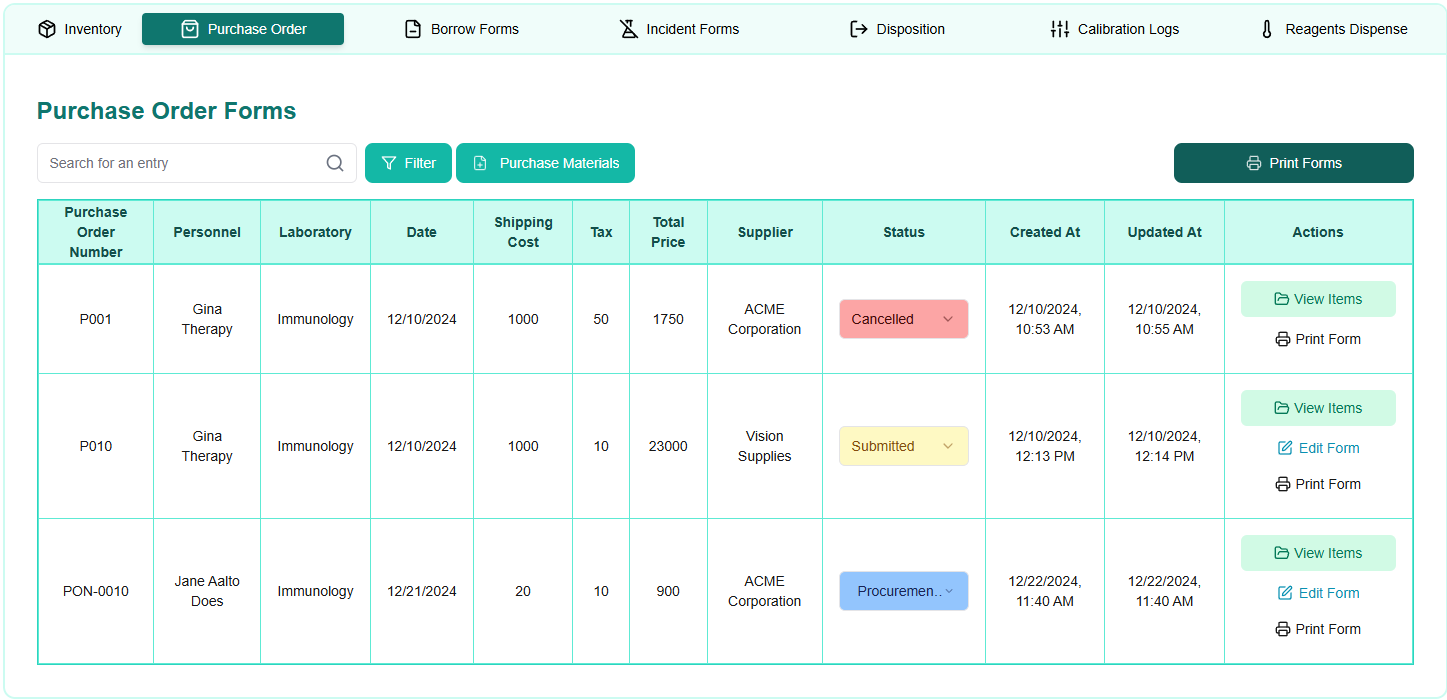 Inventory Purchase Order Borrow Forms Incident Forms Disposition Calibration Logs Reagents Dispense
Purchase Order Forms
Search for an entry Filter Purchase Materials Print Forms
Purchase Order Number Personnel Laboratory Date Shipping Cost Tax Total Price Supplier Status Created At Updated At Actions
P001 Gina Therapy Immunology 12/10/2024 1000 50 1750 ACME Corporation Cancelled 12/10/2024, 10:53 AM 12/10/2024, 10:55 AM View Items
Print Form
P010 Gina Therapy Immunology 12/10/2024 1000 10 23000 Vision Supplies Submitted 12/10/2024, 12:13 PM 12/10/2024, 12:14 PM View Items
Edit Form
Print Form
PON-0010 Jane Aalto Does Immunology 12/21/2024 20 10 900 ACME Corporation Procuremen.. 12/22/2024, 11:40 AM 12/22/2024, 11:40 AM View Items
Edit Form
Print Form